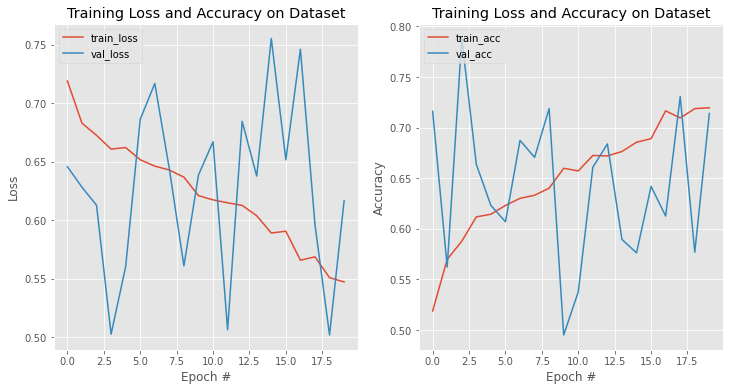 Training Loss and Accuracy on Dataset
train_loss
val_loss
0.75
0.70
0.65
0.60
0.55
0.50
Loss
0.0 2.5 5.0 7.5 10.0 12.5 15.0 17.5
Epoch #
Training Loss and Accuracy on Dataset
train_acc
val_acc
0.80
0.75
0.70
0.65
0.60
0.55
0.50
Accuracy
0.0 2.5 5.0 7.5 10.0 12.5 15.0 17.5
Epoch #